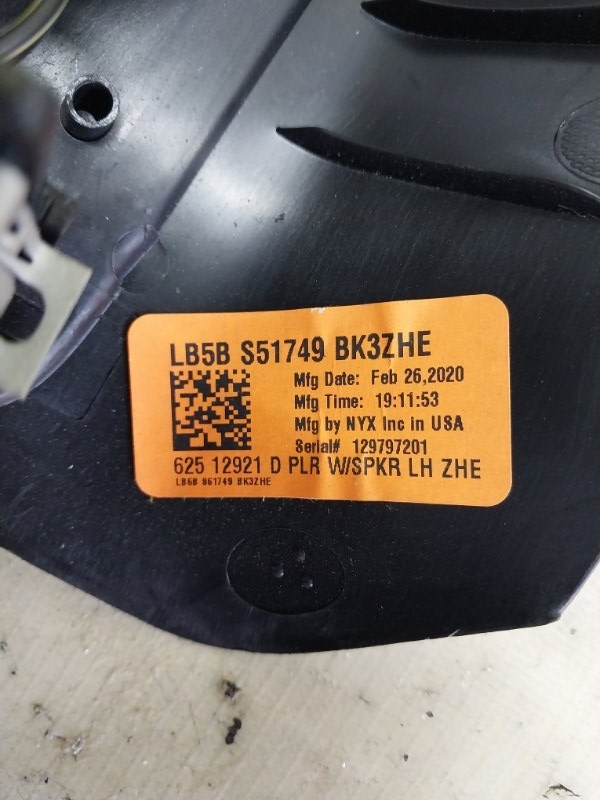 LB5B S51749 BK3ZHE
Mfg Date: Feb 26,2020
Mfg Time: 19:11:53
Mfg by NYX Inc in USA
Serial# 129797201
625 12921 D PLR W/SPKR LH ZHE
LB5B S51749 BK3ZHE